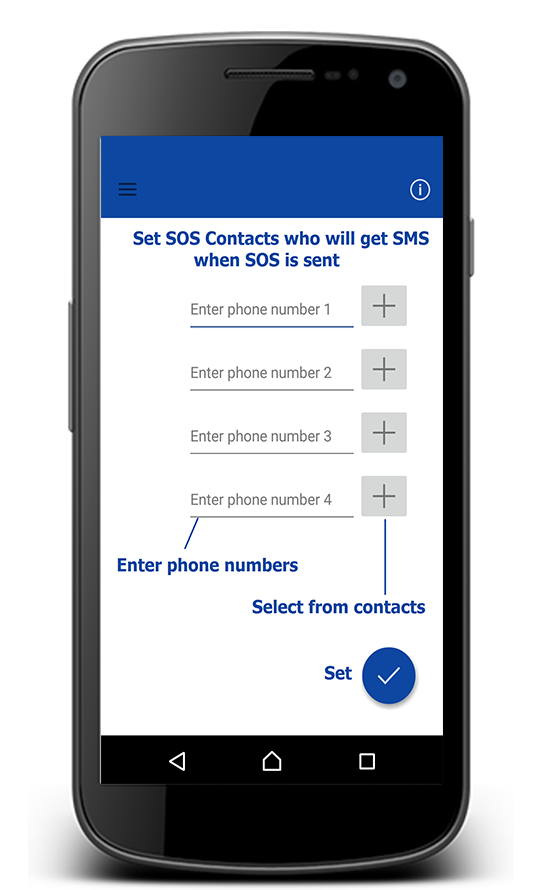 Set SOS Contacts who will get SMS
when SOS is sent
Enter phone number 1
Enter phone number 2
Enter phone number 3
Enter phone number 4
Enter phone numbers
Select from contacts
Set